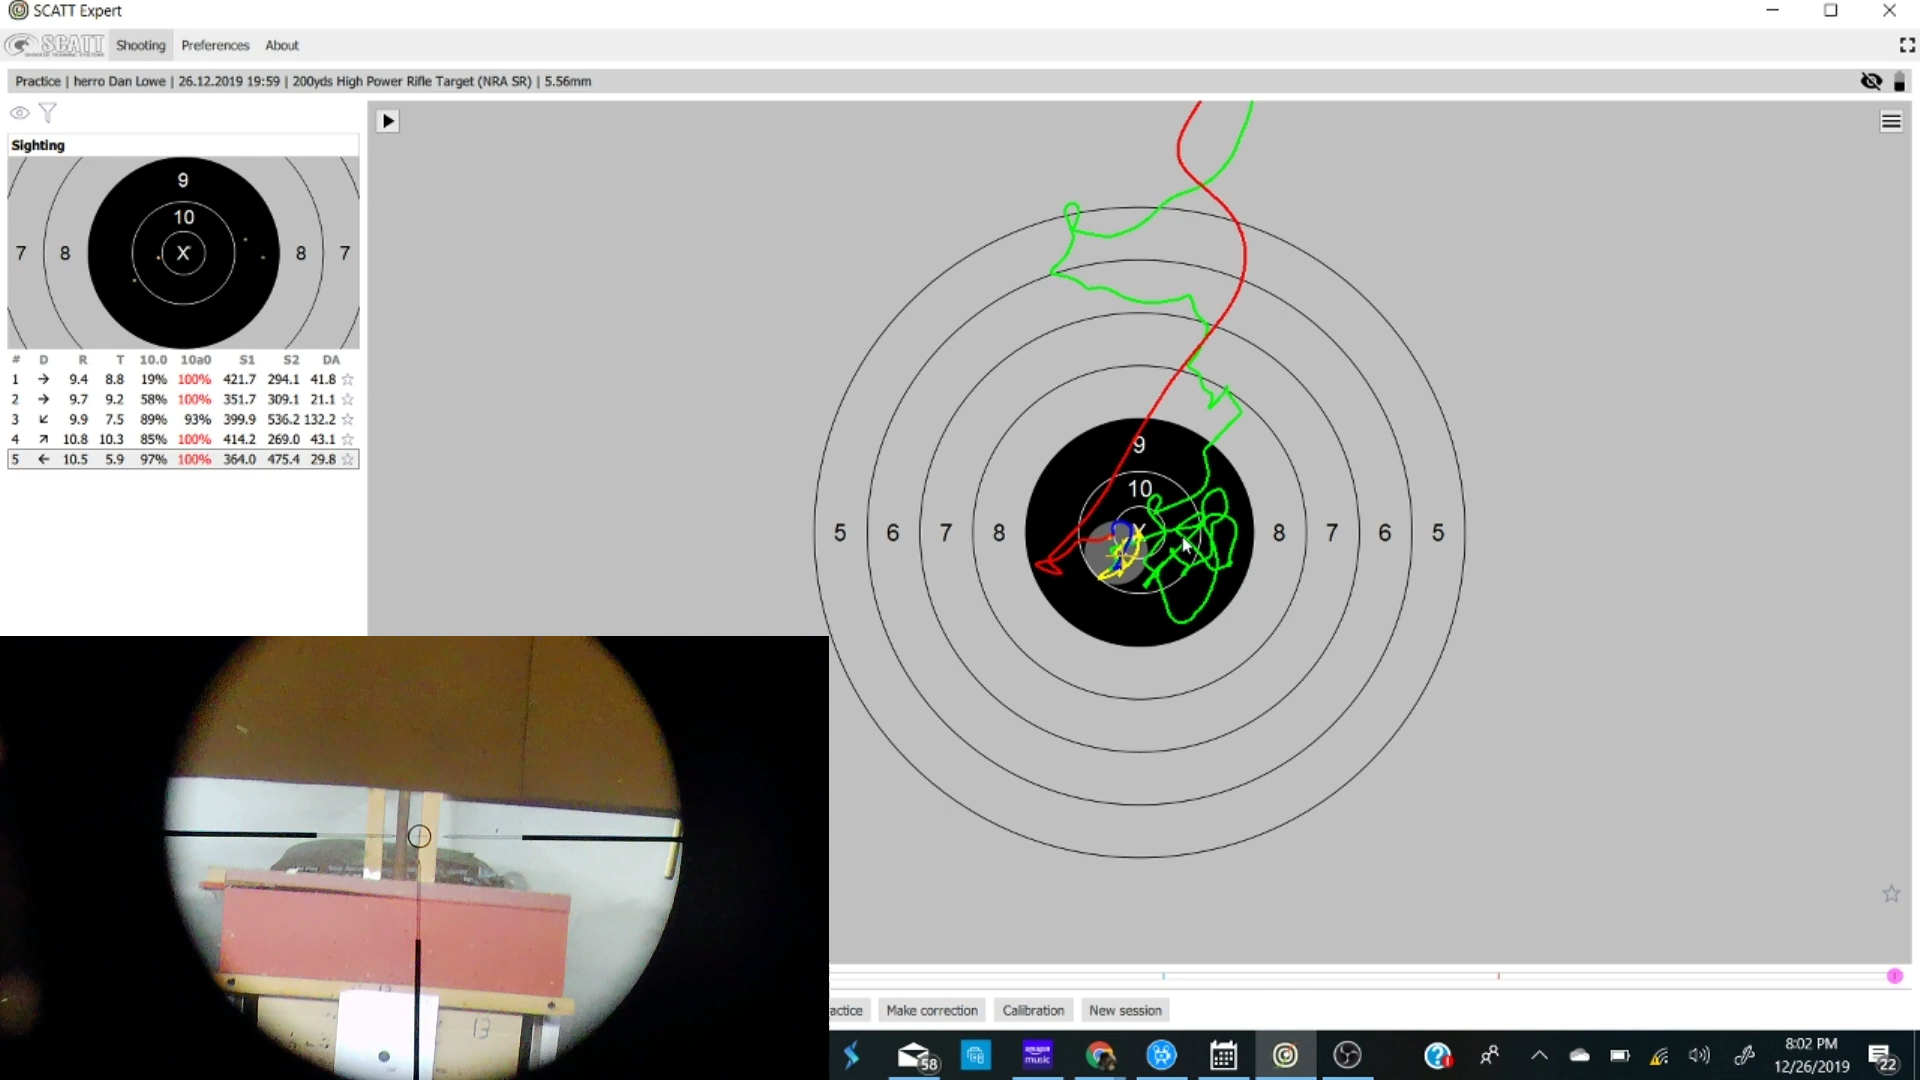 SCATT Expert
SCATT Shooting Preferences About
Practice | herro Dan Lowe | 26.12.2019 19:59 | 200yds High Power Rifle Target (NRA SR) | 5.56mm
Sighting
9
10
7 8 X 8 7
# D R T 10.0 10a0 S1 S2 DA
1 → 9.4 8.8 19% 100% 421.7 294.1 41.8
2 → 9.7 9.2 58% 100% 351.7 309.1 21.1
3 ↙ 9.9 7.5 89% 93% 399.9 536.2 132.2
4 ↗ 10.8 10.3 85% 100% 414.2 269.0 43.1
5 ← 10.5 5.9 97% 100% 364.0 475.4 29.8
9
10
5 6 7 8 X 8 7 6 5
13
actice Make correction Calibration New session
58
amazon music
8:02 PM
12/26/2019
22